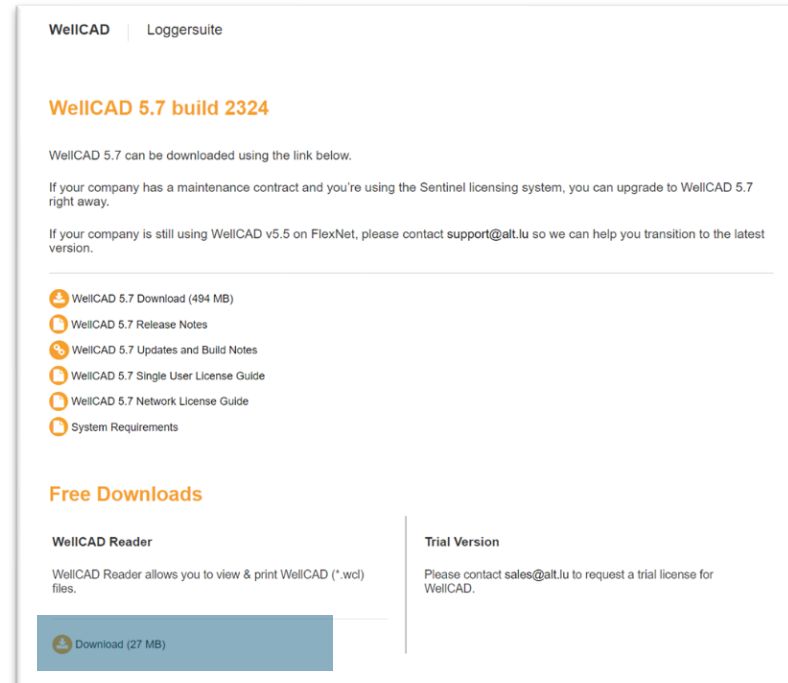 WellCAD Loggersuite
WellCAD 5.7 build 2324
WellCAD 5.7 can be downloaded using the link below.
If your company has a maintenance contract and you're using the Sentinel licensing system, you can upgrade to WellCAD 5.7
right away.
If your company is still using WellCAD v5.5 on FlexNet, please contact support@alt.lu so we can help you transition to the latest
version.
WellCAD 5.7 Download (494 MB)
WellCAD 5.7 Release Notes
WellCAD 5.7 Updates and Build Notes
WellCAD 5.7 Single User License Guide
WellCAD 5.7 Network License Guide
System Requirements
Free Downloads
WellCAD Reader
WellCAD Reader allows you to view & print WellCAD (*.wcl)
files.
Download (27 MB)
Trial Version
Please contact sales@alt.lu to request a trial license for
WellCAD.